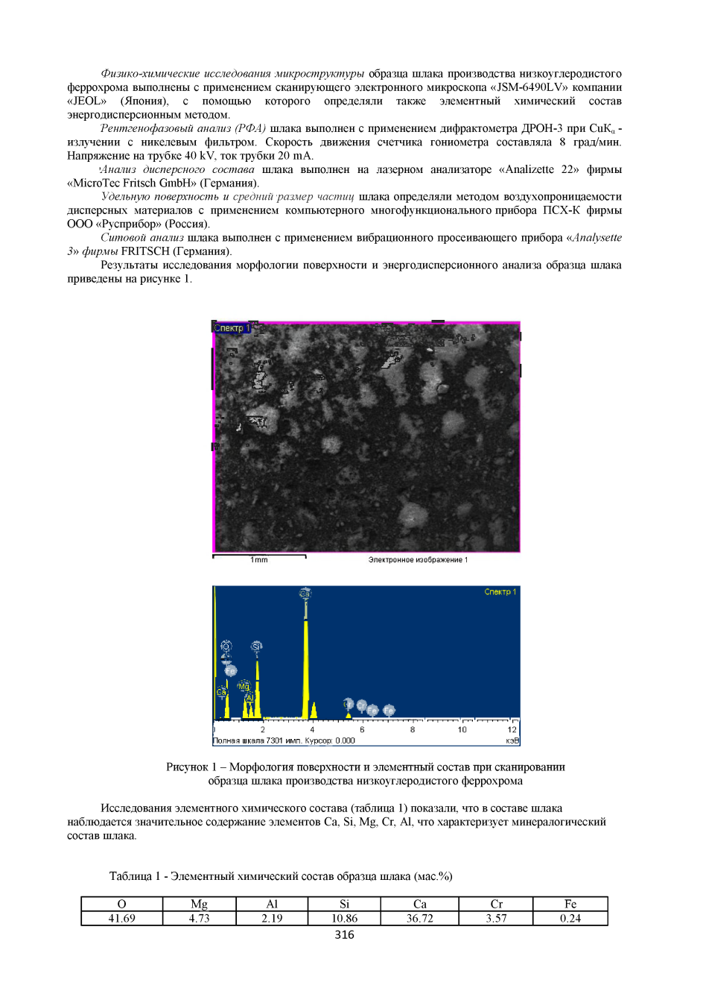 Физико-химические исследования микроструктуры образца шлака производства низкоуглеродистого
феррохрома выполнены с применением сканирующего электронного микроскопа «JSM-6490LV» компании
«JEOL» (Япония), с помощью которого определяли также элементный химический состав
энергодисперсионным методом.
Рентгенофазовый анализ (РФА) шлака выполнен с применением дифрактометра ДРОН-3 при CuKα -
излучении с никелевым фильтром. Скорость движения счетчика гониометра составляла 8 град/мин.
Напряжение на трубке 40 kV, ток трубки 20 mA.
Анализ дисперсного состава шлака выполнен на лазерном анализаторе «Analizette 22» фирмы
«MicroTec Fritsch GmbH» (Германия).
Удельную поверхность и средний размер частиц шлака определяли методом воздухопроницаемости
дисперсных материалов с применением компьютерного многофункционального прибора ПСХ-К фирмы
ООО «Русприбор» (Россия).
Ситовой анализ шлака выполнен с применением вибрационного просеивающего прибора «Analysette
3» фирмы FRITSCH (Германия).
Результаты исследования морфологии поверхности и энергодисперсионного анализа образца шлака
приведены на рисунке 1.
Спектр 1
1mm Электронное изображение 1
Спектр 1
Ca
O Si
Fe
Ca Mg Al
Cr Cr Fe Fe
2 4 6 8 10 12
Полная шкала 7301 имп. Курсор: 0.000 кэВ
Рисунок 1 – Морфология поверхности и элементный состав при сканировании
образца шлака производства низкоуглеродистого феррохрома
Исследования элементного химического состава (таблица 1) показали, что в составе шлака
наблюдается значительное содержание элементов Ca, Si, Mg, Cr, Al, что характеризует минералогический
состав шлака.
Таблица 1 - Элементный химический состав образца шлака (мас.%)
O Mg Al Si Ca Cr Fe
41.69 4.73 2.19 10.86 36.72 3.57 0.24
316